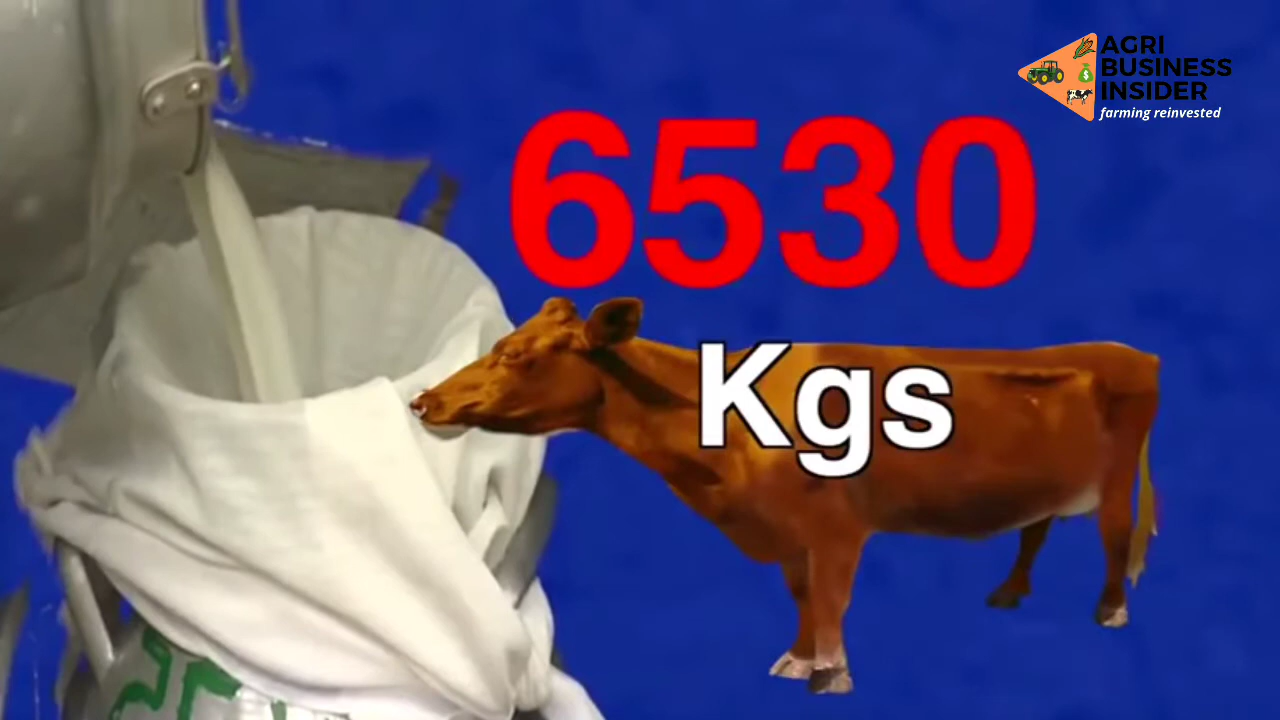 AGRI
BUSINESS
INSIDER
farming reinvested
6530
Kgs